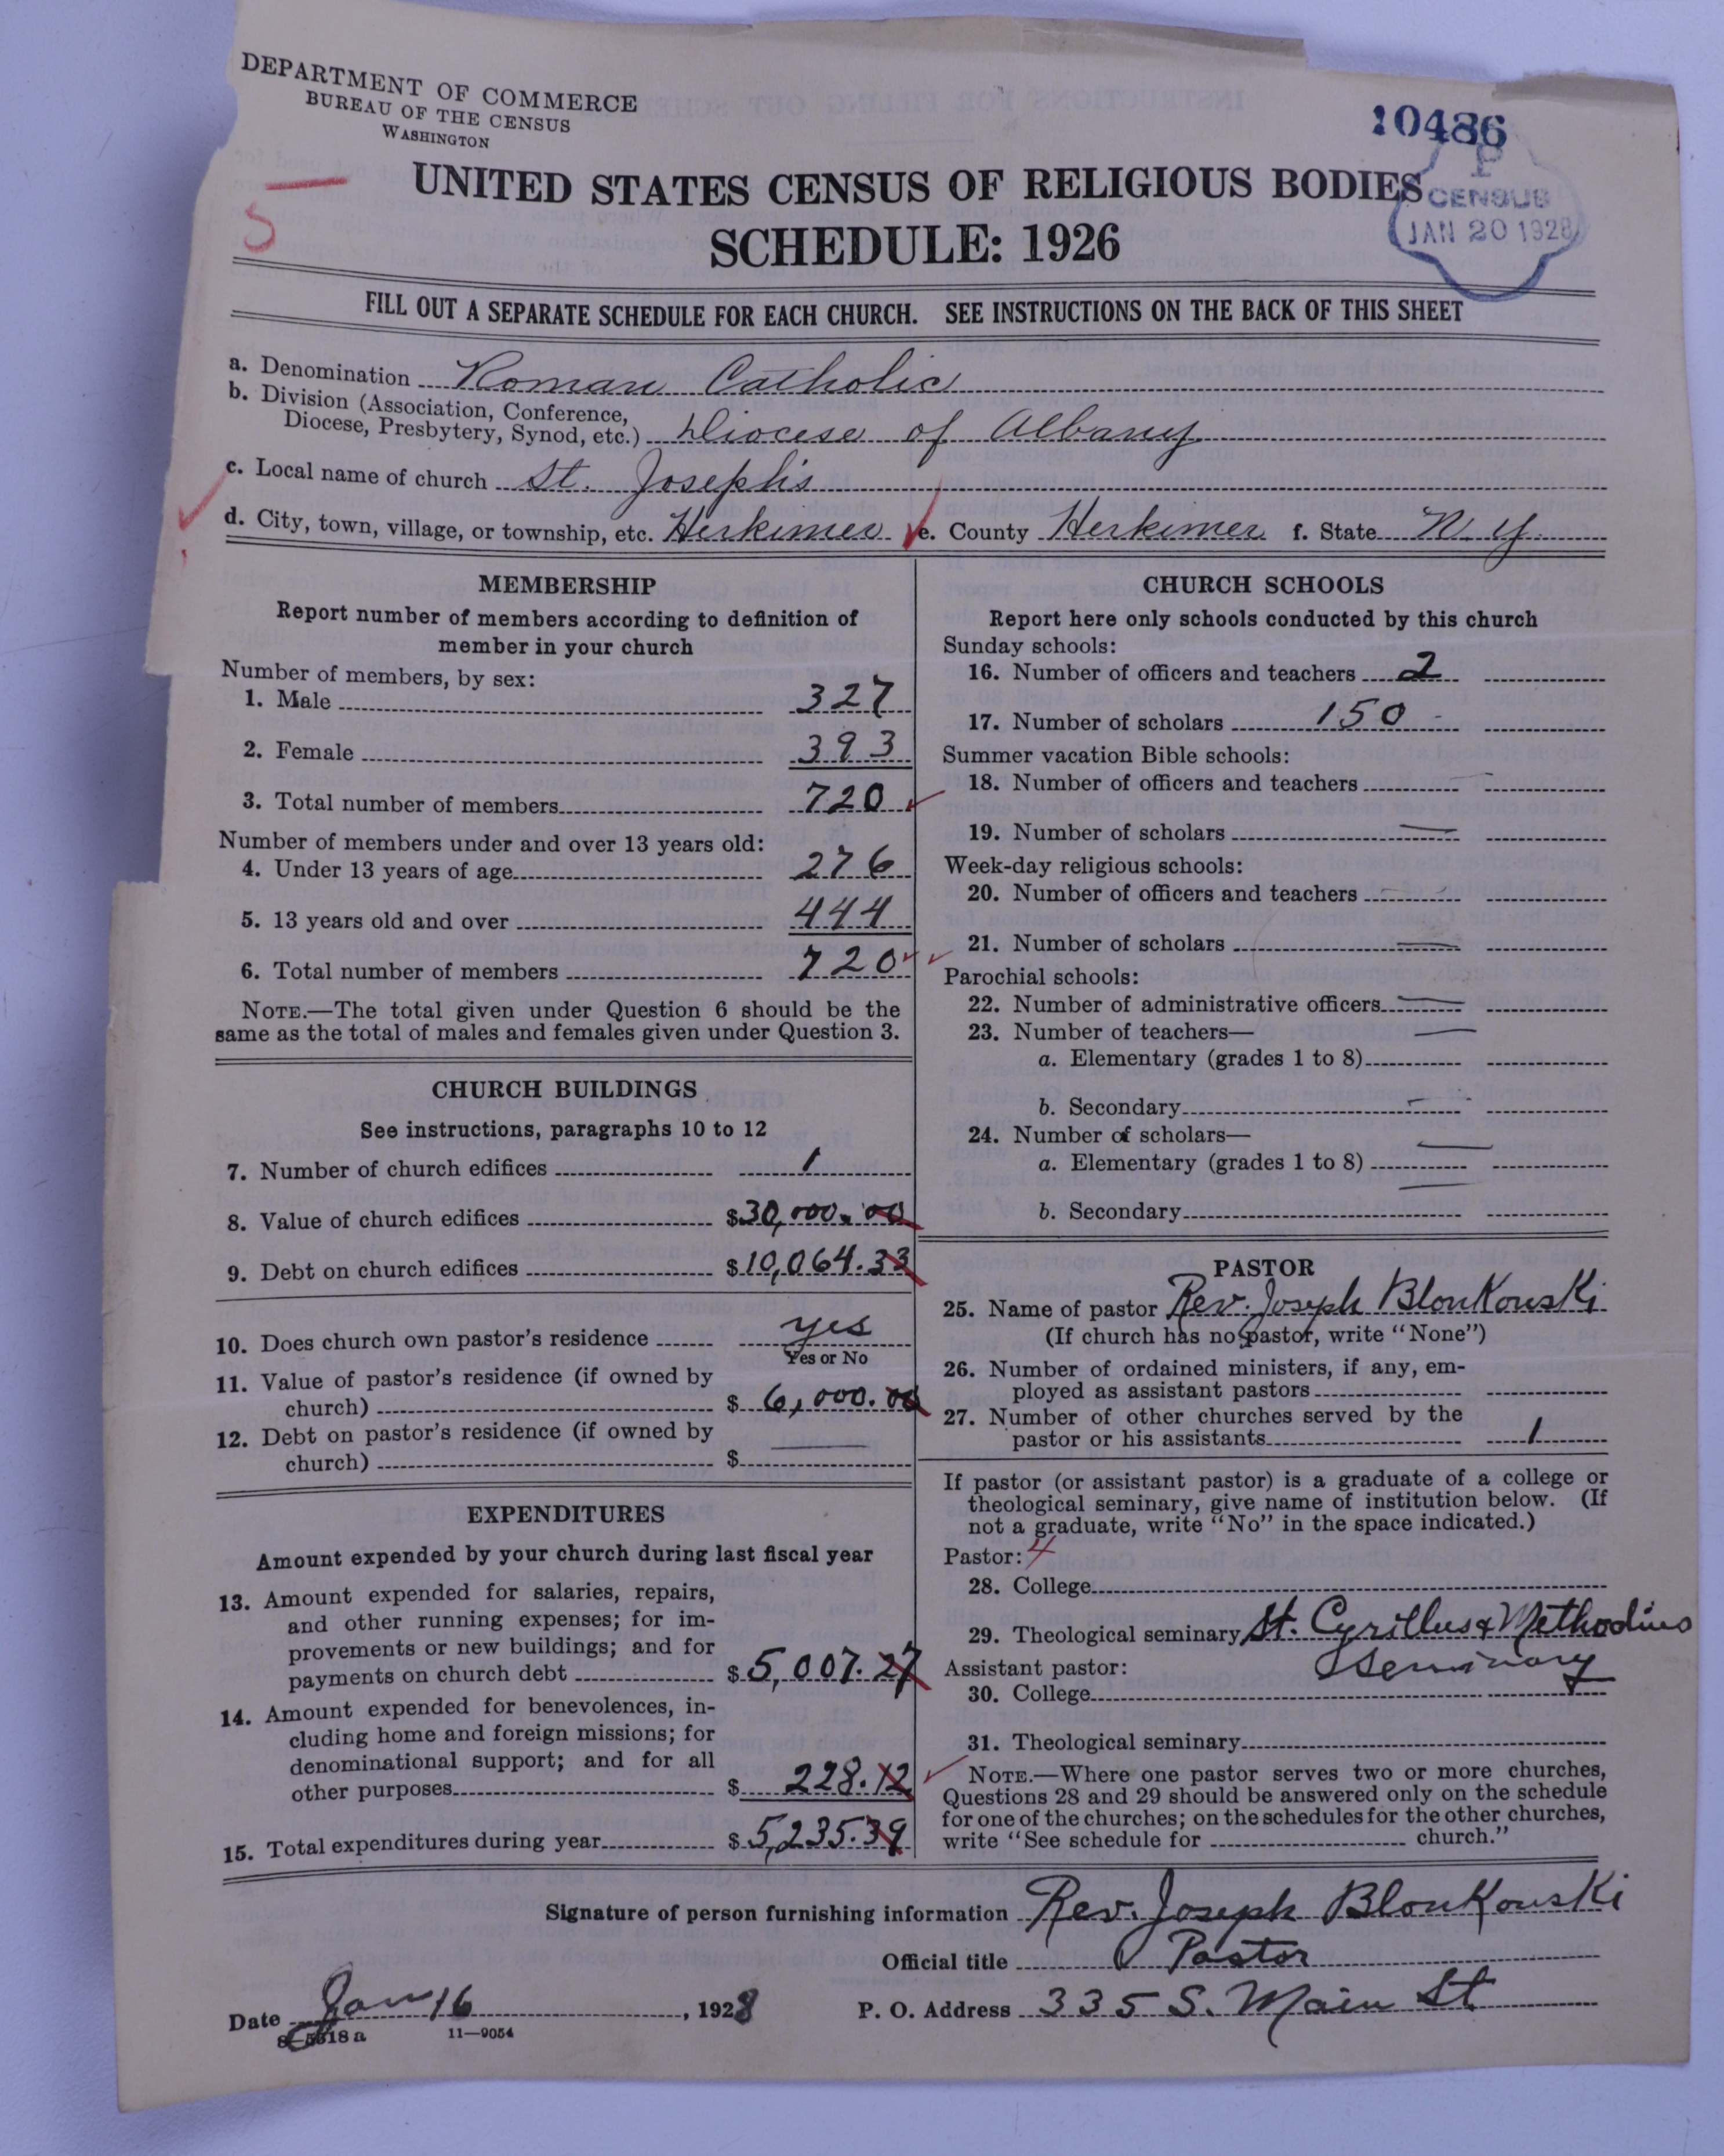 DEPARTMENT OF COMMERCE
BUREAU OF THE CENSUS
WASHINGTON
10486
P
CENSUS
JAN 20 1928
UNITED STATES CENSUS OF RELIGIOUS BODIES
SCHEDULE: 1926
5
FILL OUT A SEPARATE SCHEDULE FOR EACH CHURCH. SEE INSTRUCTIONS ON THE BACK OF THIS SHEET
a. Denomination Roman Catholic
b. Division (Association, Conference,
Diocese, Presbytery, Synod, etc.) Diocese of Albany
c. Local name of church St. Joseph's
d. City, town, village, or township, etc. Herkimer e. County Herkimer f. State N. Y.
MEMBERSHIP
Report number of members according to definition of
member in your church
Number of members, by sex:
1. Male 327
2. Female 393
3. Total number of members 720
Number of members under and over 13 years old:
4. Under 13 years of age 276
5. 13 years old and over 444
6. Total number of members 720
NOTE.—The total given under Question 6 should be the
same as the total of males and females given under Question 3.
CHURCH BUILDINGS
See instructions, paragraphs 10 to 12
7. Number of church edifices 1
8. Value of church edifices $30,000.00
9. Debt on church edifices $10,064.33
10. Does church own pastor's residence yes
Yes or No
11. Value of pastor's residence (if owned by
church) $6,000.00
12. Debt on pastor's residence (if owned by
church) $ —
EXPENDITURES
Amount expended by your church during last fiscal year
13. Amount expended for salaries, repairs,
and other running expenses; for im-
provements or new buildings; and for
payments on church debt $5,007.27
14. Amount expended for benevolences, in-
cluding home and foreign missions; for
denominational support; and for all
other purposes $228.12
15. Total expenditures during year $5,235.39
CHURCH SCHOOLS
Report here only schools conducted by this church
Sunday schools:
16. Number of officers and teachers 2
17. Number of scholars 150
Summer vacation Bible schools:
18. Number of officers and teachers —
19. Number of scholars —
Week-day religious schools:
20. Number of officers and teachers —
21. Number of scholars —
Parochial schools:
22. Number of administrative officers —
23. Number of teachers— —
a. Elementary (grades 1 to 8)
b. Secondary —
24. Number of scholars— —
a. Elementary (grades 1 to 8)
b. Secondary —
PASTOR
25. Name of pastor Rev. Joseph Blonkowski
(If church has no pastor, write "None")
26. Number of ordained ministers, if any, em-
ployed as assistant pastors
27. Number of other churches served by the
pastor or his assistants 1
If pastor (or assistant pastor) is a graduate of a college or
theological seminary, give name of institution below. (If
not a graduate, write "No" in the space indicated.)
Pastor: 4
28. College
29. Theological seminary St. Cyrillus & Methodius
Seminary
Assistant pastor:
30. College
31. Theological seminary
NOTE.—Where one pastor serves two or more churches,
Questions 28 and 29 should be answered only on the schedule
for one of the churches; on the schedules for the other churches,
write "See schedule for church."
Signature of person furnishing information Rev. Joseph Blonkowski
Official title Pastor
Date Jan 16, 1928 P. O. Address 335 S. Main St
8—5618 a 11—9054